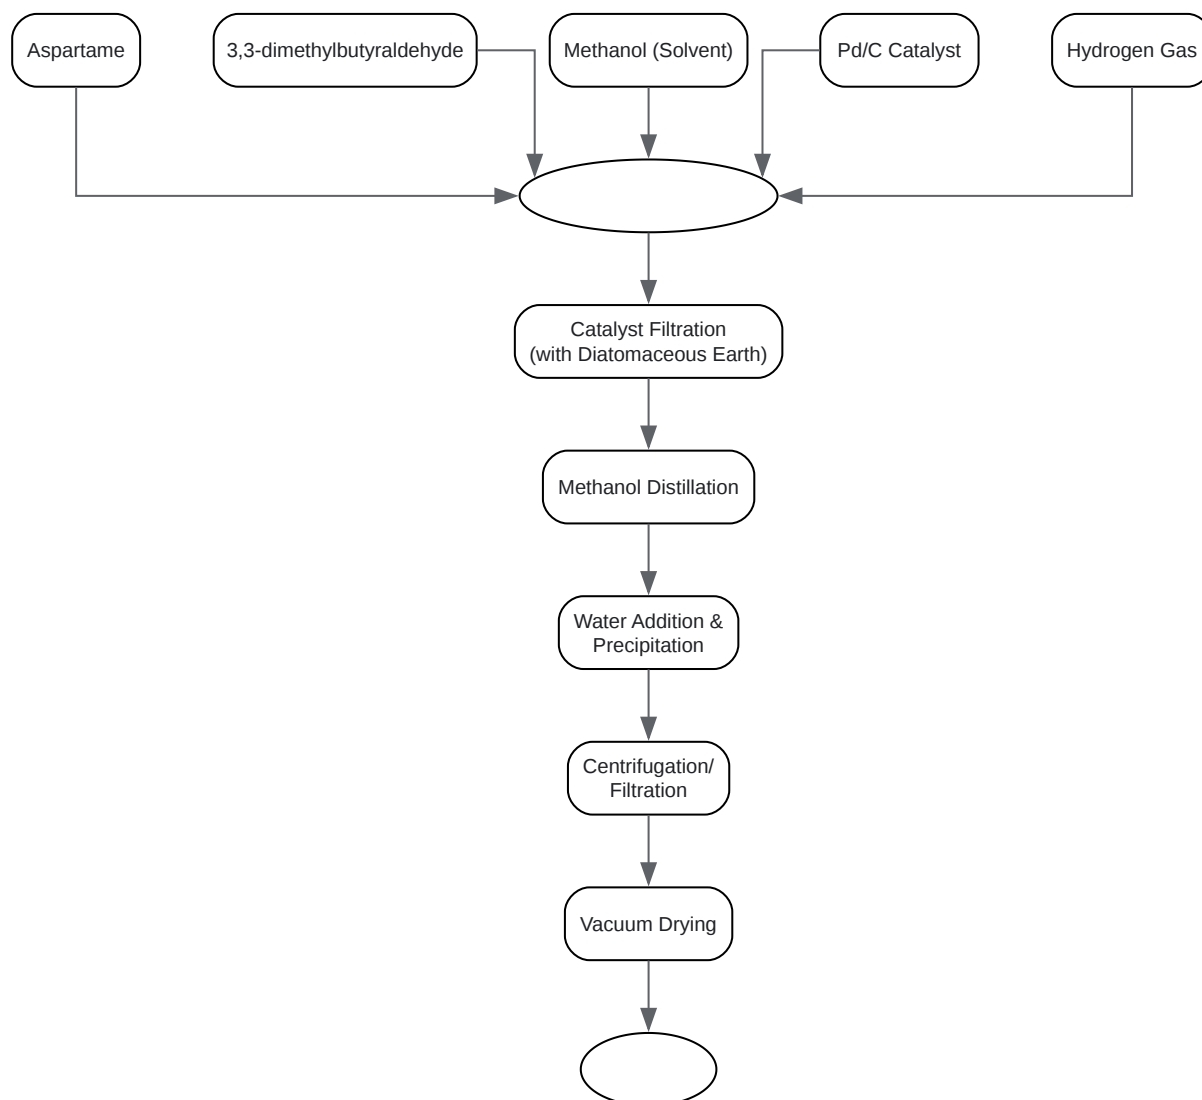 Aspartame
3,3-dimethylbutyraldehyde
Methanol (Solvent)
Pd/C Catalyst
Hydrogen Gas
Catalyst Filtration
(with Diatomaceous Earth)
Methanol Distillation
Water Addition &
Precipitation
Centrifugation/
Filtration
Vacuum Drying